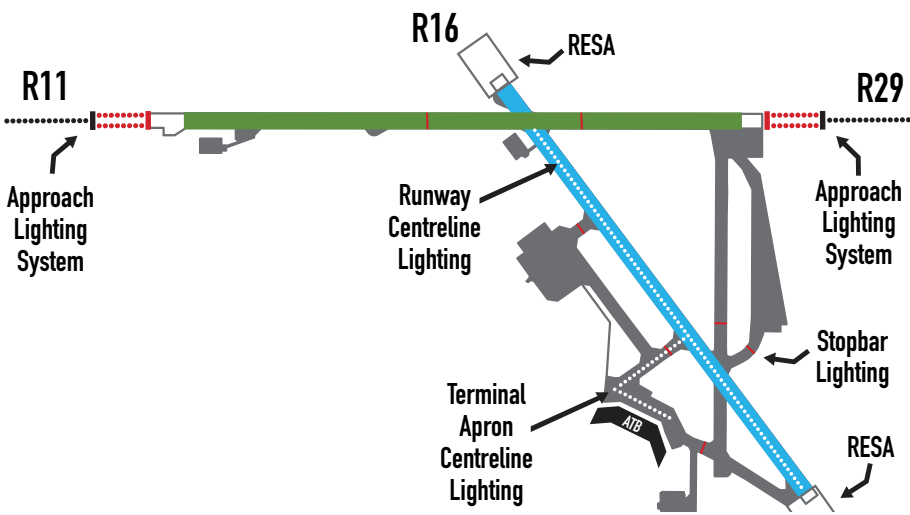 R16
RESA
R11
R29
Approach
Lighting
System
Runway
Centreline
Lighting
Approach
Lighting
System
Stopbar
Lighting
Terminal
Apron
Centreline
Lighting
ATB
RESA